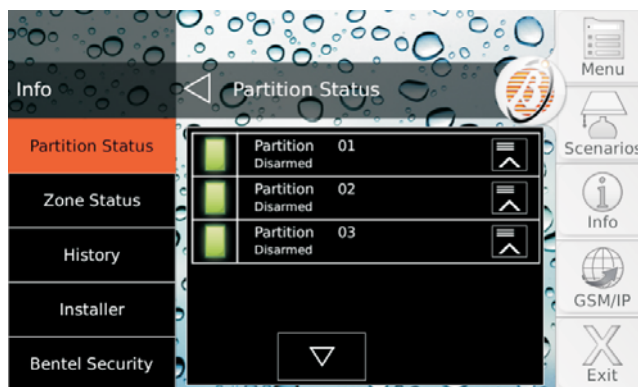 Info
Partition Status
Menu
Scenarios
Info
GSM/IP
Exit
Partition Status
Zone Status
History
Installer
Bentel Security
Partition 01
Disarmed
Partition 02
Disarmed
Partition 03
Disarmed